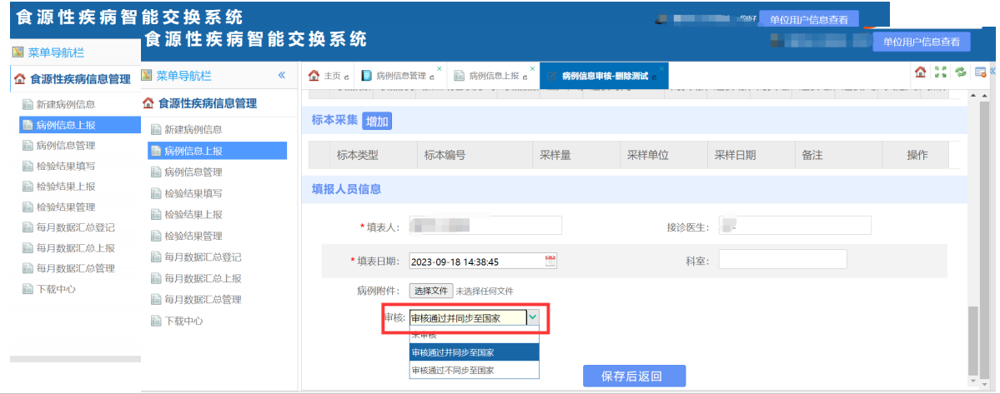 食源性疾病智能交换系统
您好 单位用户信息查看
食源性疾病智能交换系统
单位用户信息查看
菜单导航栏
食源性疾病信息管理
新建病例信息
病例信息上报
病例信息管理
检验结果填写
检验结果上报
检验结果管理
每月数据汇总登记
每月数据汇总上报
每月数据汇总管理
下载中心
菜单导航栏 «
食源性疾病信息管理
新建病例信息
病例信息上报
病例信息管理
检验结果填写
检验结果上报
检验结果管理
每月数据汇总登记
每月数据汇总上报
每月数据汇总管理
下载中心
主页 病例信息管理 × 病例信息上报 × 病例信息审核-删除测试 ×
标本采集 增加
标本类型 标本编号 采样量 采样单位 采样日期 备注 操作
填报人员信息
*填表人: 接诊医生:
*填表日期: 2023-09-18 14:38:45 科室:
病例附件: 选择文件 未选择任何文件
审核: 审核通过并同步至国家
未审核
审核通过并同步至国家
审核通过不同步至国家
保存后返回